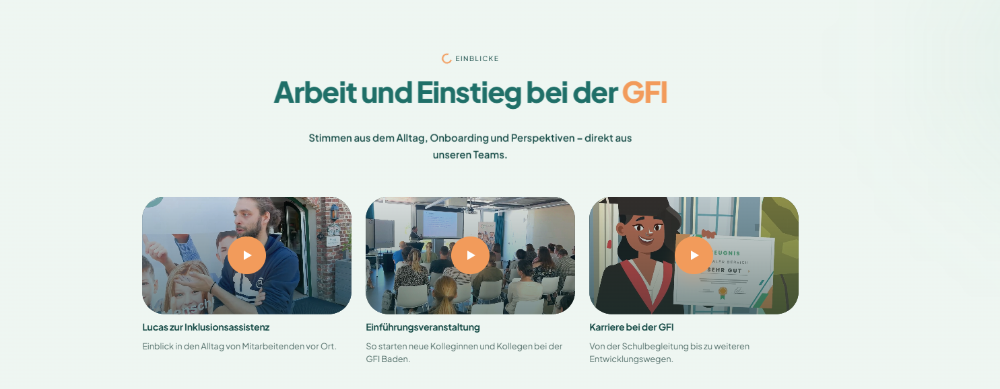 EINBLICKE
Arbeit und Einstieg bei der GFI
Stimmen aus dem Alltag, Onboarding und Perspektiven – direkt aus
unseren Teams.
ensch
EUGNIS
ALER BEREICH
SEHR GUT
Lucas zur Inklusionsassistenz
Einführungsveranstaltung
Karriere bei der GFI
Einblick in den Alltag von Mitarbeitenden vor Ort.
So starten neue Kolleginnen und Kollegen bei der
GFI Baden.
Von der Schulbegleitung bis zu weiteren
Entwicklungswegen.